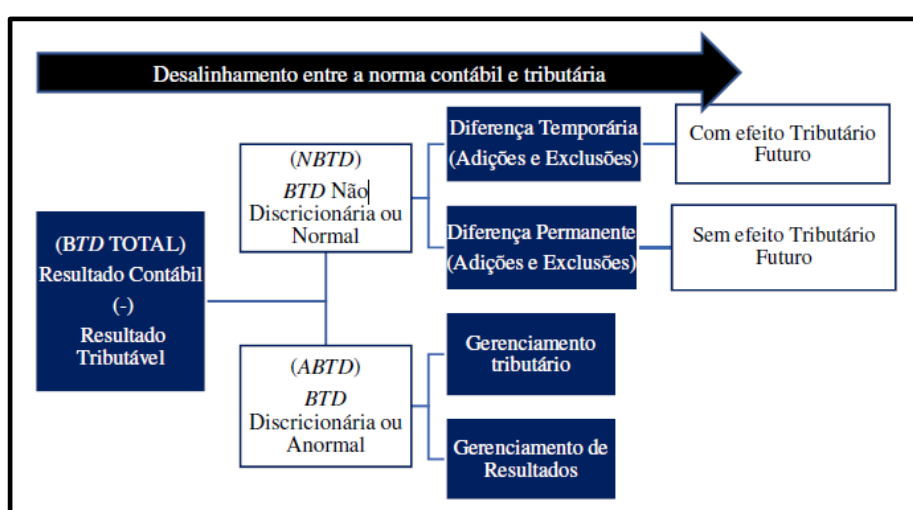 Desalinhamento entre a norma contábil e tributária
(BTD TOTAL)
Resultado Contábil
(-)
Resultado
Tributável
(NBTD)
BTD Não
Discricionária ou
Normal
Diferença Temporária
(Adições e Exclusões)
Com efeito Tributário
Futuro
Diferença Permanente
(Adições e Exclusões)
Sem efeito Tributário
Futuro
(ABTD)
BTD
Discricionária ou
Anormal
Gerenciamento
tributário
Gerenciamento de
Resultados